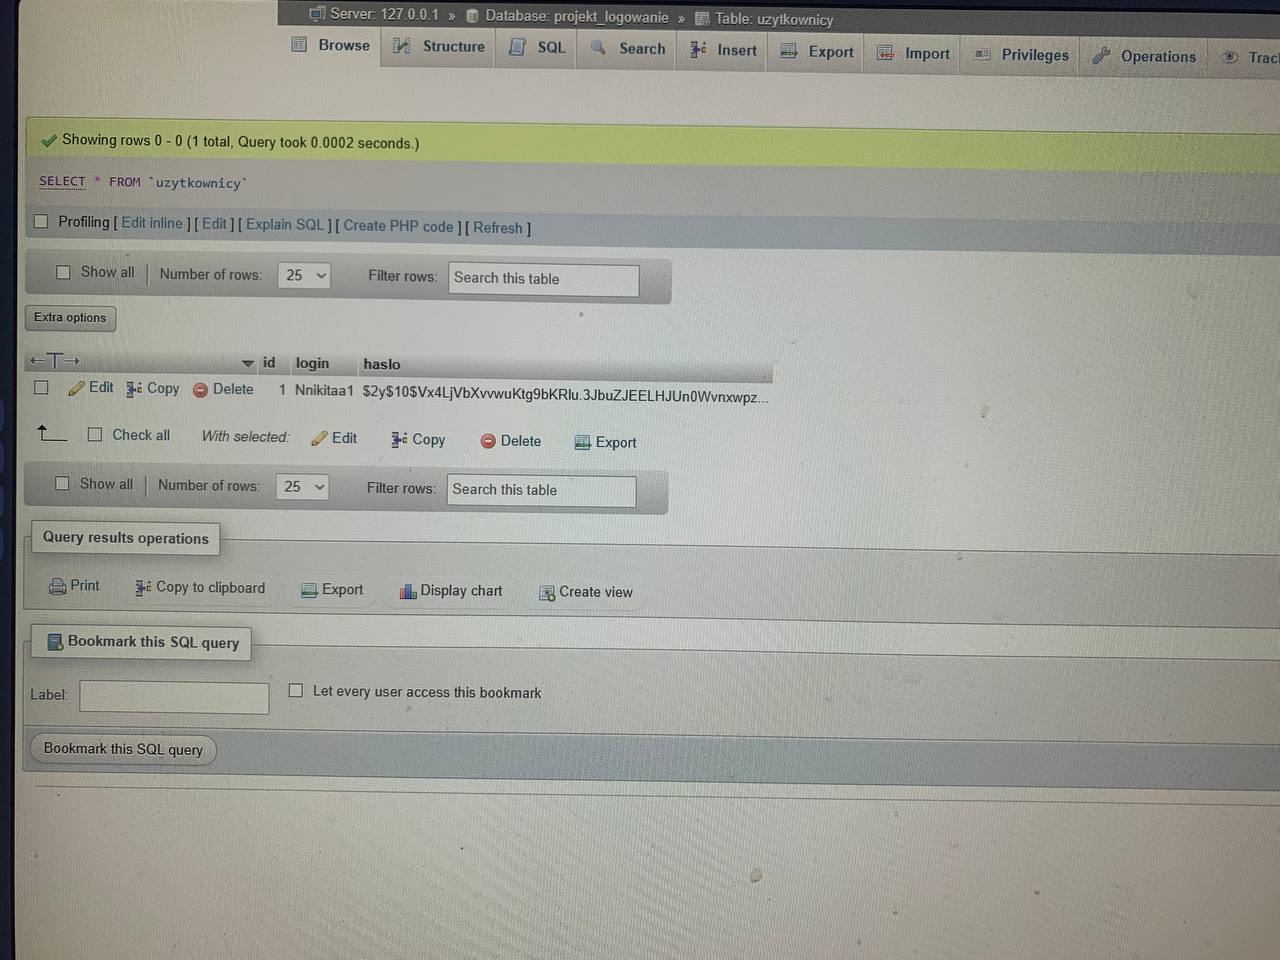 Server: 127.0.0.1 » Database: projekt_logowanie » Table: uzytkownicy
Browse Structure SQL Search Insert Export Import Privileges Operations Trac
Showing rows 0 - 0 (1 total, Query took 0.0002 seconds.)
SELECT * FROM `uzytkownicy`
Profiling [ Edit inline ] [ Edit ] [ Explain SQL ] [ Create PHP code ] [ Refresh ]
Show all Number of rows: 25 Filter rows: Search this table
Extra options
←T→ id login haslo
Edit Copy Delete 1 Nnikitaa1 $2y$10$Vx4LjVbXvvwuKtg9bKRlu.3JbuZJEELHJUn0Wvnxwpz...
Check all With selected: Edit Copy Delete Export
Show all Number of rows: 25 Filter rows: Search this table
Query results operations
Print Copy to clipboard Export Display chart Create view
Bookmark this SQL query
Label: Let every user access this bookmark
Bookmark this SQL query